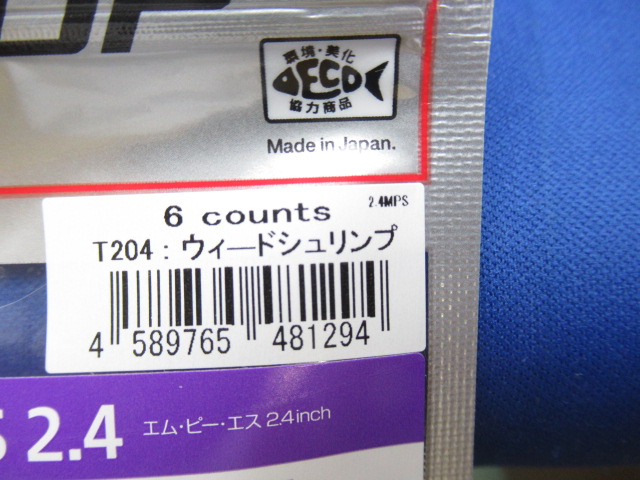 環境・美化
ECO
協力商品
Made in Japan.
6 counts
2.4MPS
T204：ウィードシュリンプ
4 589765 481294
S 2.4 エム・ピー・エス 2.4inch